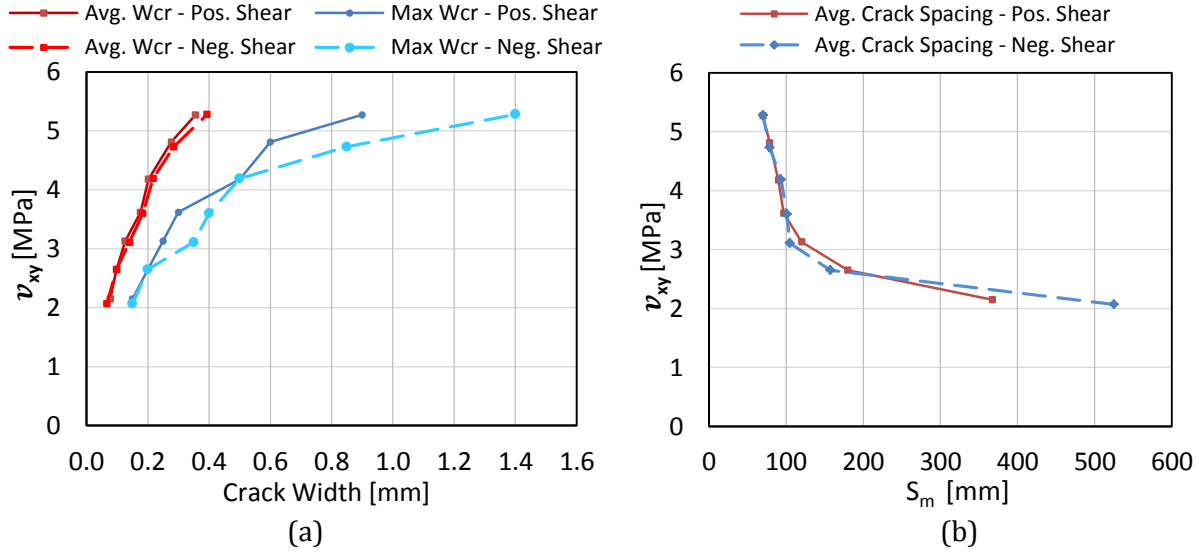 Avg. Wcr - Pos. Shear
Max Wcr - Pos. Shear
Avg. Wcr - Neg. Shear
Max Wcr - Neg. Shear
6
5
4
3
2
1
0
v_xy [MPa]
0.0 0.2 0.4 0.6 0.8 1.0 1.2 1.4 1.6
Crack Width [mm]
(a)
Avg. Crack Spacing - Pos. Shear
Avg. Crack Spacing - Neg. Shear
6
5
4
3
2
1
0
v_xy [MPa]
0 100 200 300 400 500 600
S_m [mm]
(b)